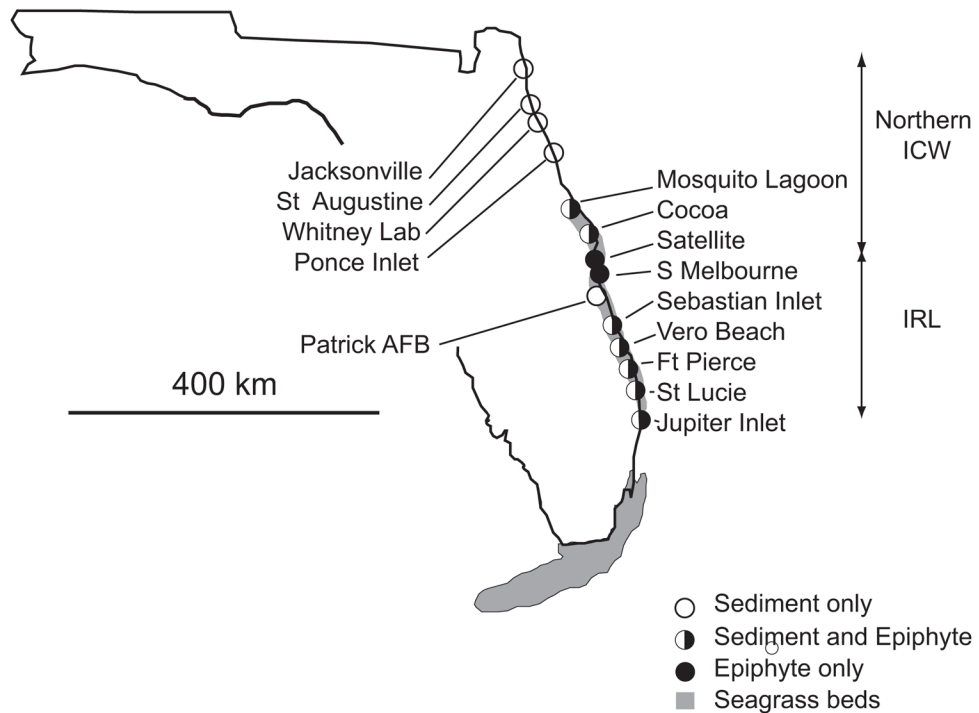 Jacksonville
St Augustine
Whitney Lab
Ponce Inlet
Patrick AFB
400 km
Mosquito Lagoon
Cocoa
Satellite
S Melbourne
Sebastian Inlet
Vero Beach
Ft Pierce
St Lucie
Jupiter Inlet
Northern
ICW
IRL
Sediment only
Sediment and Epiphyte
Epiphyte only
Seagrass beds